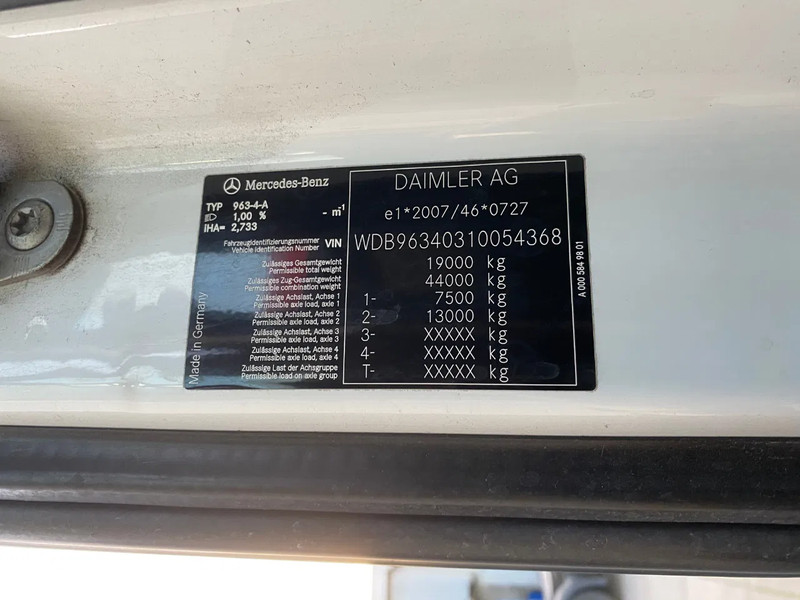 Mercedes-Benz
TYP 963-4-A
1,00 % - m-1
IHA= 2,733
DAIMLER AG
e1*2007/46*0727
Fahrzeugidentifizierungsnummer
Vehicle Identification Number VIN WDB96340310054368
Zulässiges Gesamtgewicht
Permissible total weight 19000 kg
Zulässiges Zug-Gesamtgewicht
Permissible combination weight 44000 kg
Zulässige Achslast, Achse 1
Permissible axle load, axle 1 1- 7500 kg
Zulässige Achslast, Achse 2
Permissible axle load, axle 2 2- 13000 kg
Zulässige Achslast, Achse 3
Permissible axle load, axle 3 3- XXXXX kg
Zulässige Achslast, Achse 4
Permissible axle load, axle 4 4- XXXXX kg
Zulässige Last der Achsgruppe
Permissible load on axle group T- XXXXX kg
Made in Germany
A 000 584 98 01